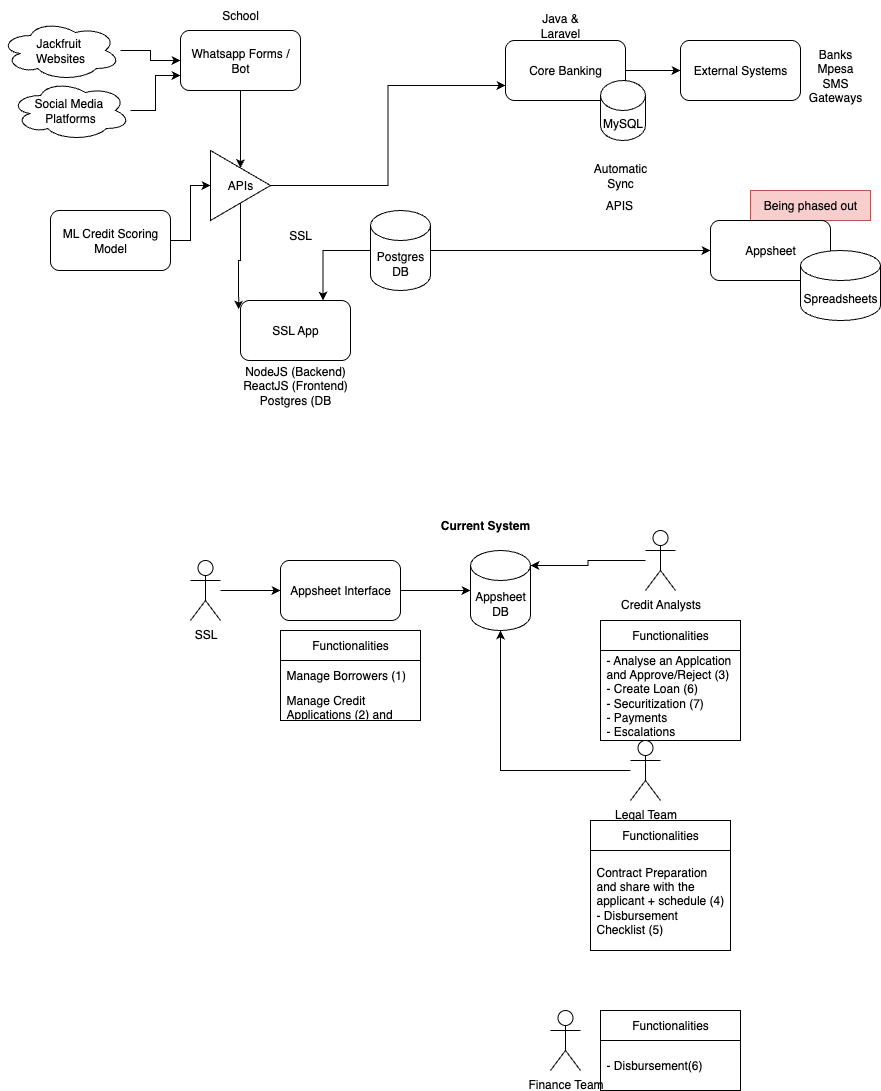 School
Jackfruit
Websites
Whatsapp Forms /
Bot
Social Media
Platforms
Java &
Laravel
Core Banking
MySQL
External Systems
Banks
Mpesa
SMS
Gateways
APIs
ML Credit Scoring
Model
Automatic
Sync
APIS
SSL
Postgres
DB
Being phased out
Appsheet
Spreadsheets
SSL App
NodeJS (Backend)
ReactJS (Frontend)
Postgres (DB
Current System
SSL
Appsheet Interface
Appsheet
DB
Credit Analysts
Functionalities
Manage Borrowers (1)
Manage Credit
Applications (2) and
Functionalities
- Analyse an Applcation
and Approve/Reject (3)
- Create Loan (6)
- Securitization (7)
- Payments
- Escalations
Legal Team
Functionalities
Contract Preparation
and share with the
applicant + schedule (4)
- Disbursement
Checklist (5)
Finance Team
Functionalities
- Disbursement(6)